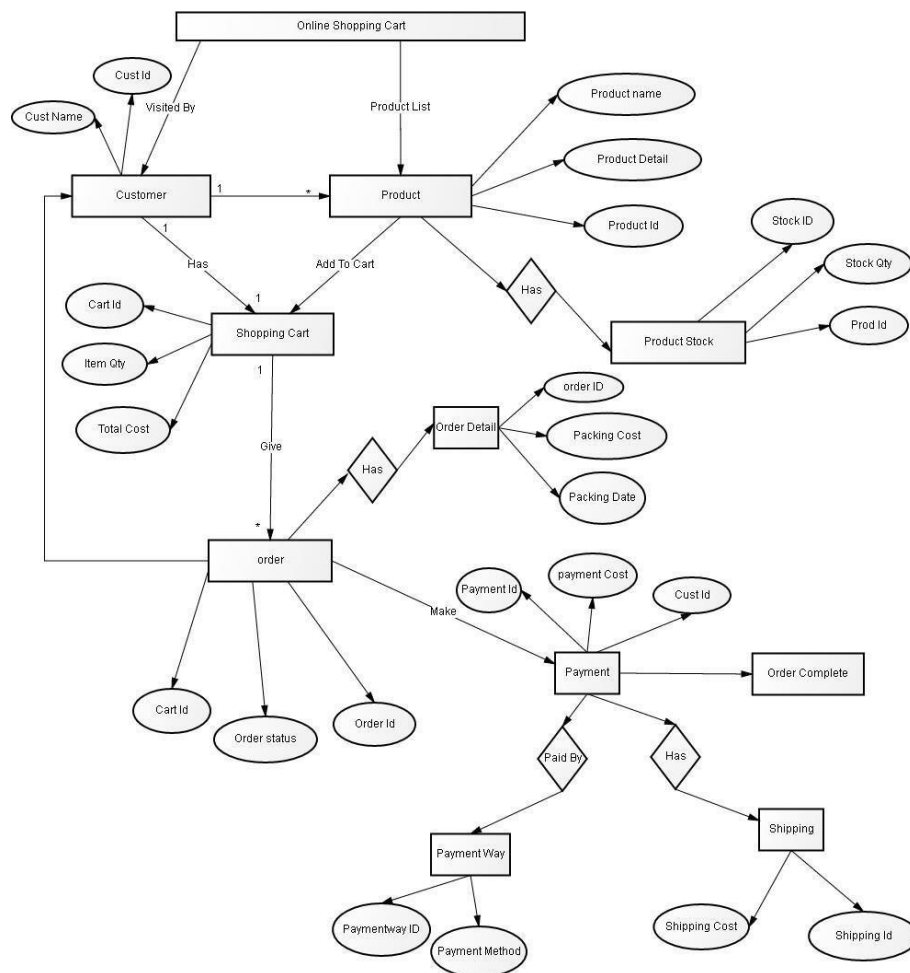 Online Shopping Cart
Cust Id
Visited By
Product List
Product name
Cust Name
Product Detail
Customer
1
*
Product
Product Id
Stock ID
1
Has
Add To Cart
Stock Qty
Has
Cart Id
1
Shopping Cart
Prod Id
Product Stock
Item Qty
1
order ID
Total Cost
Order Detail
Packing Cost
Give
Has
Packing Date
*
order
payment Cost
Payment Id
Cust Id
Make
Payment
Order Complete
Cart Id
Order status
Order Id
Paid By
Has
Shipping
Payment Way
Paymentway ID
Payment Method
Shipping Cost
Shipping Id